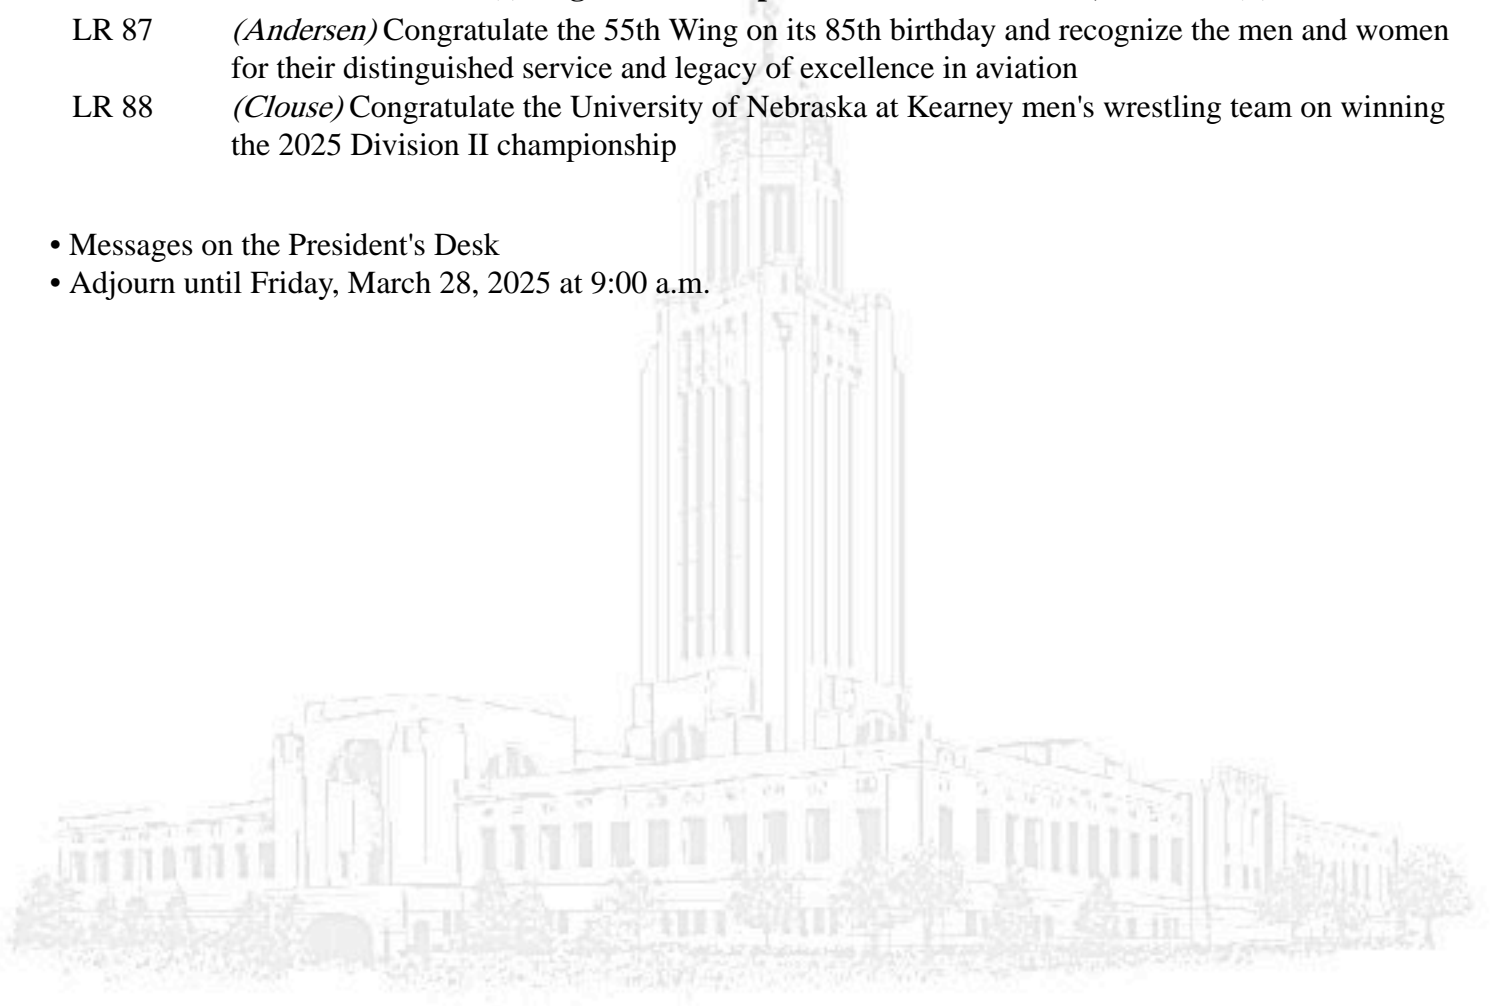 LR 87 (Andersen) Congratulate the 55th Wing on its 85th birthday and recognize the men and women
for their distinguished service and legacy of excellence in aviation
LR 88 (Clouse) Congratulate the University of Nebraska at Kearney men's wrestling team on winning
the 2025 Division II championship
• Messages on the President's Desk
• Adjourn until Friday, March 28, 2025 at 9:00 a.m.